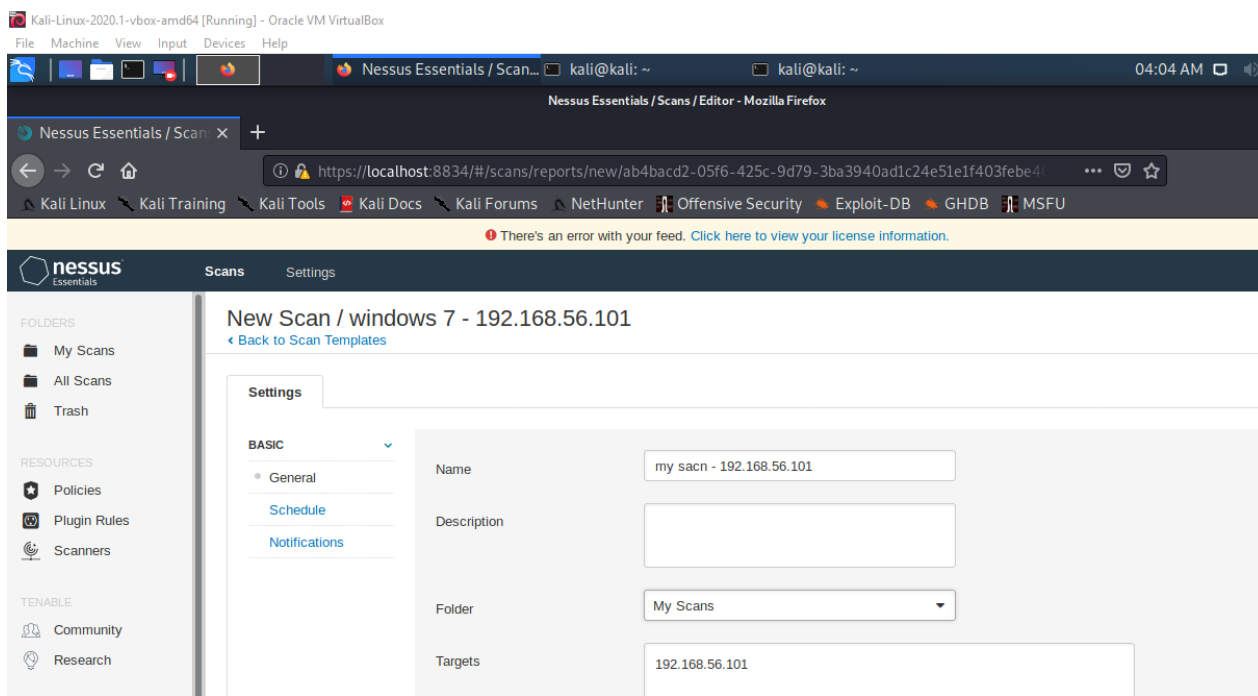 Kali-Linux-2020.1-vbox-amd64 [Running] - Oracle VM VirtualBox
File Machine View Input Devices Help
Nessus Essentials / Scan... kali@kali: ~ kali@kali: ~ 04:04 AM
Nessus Essentials / Scans / Editor - Mozilla Firefox
Nessus Essentials / Scan
https://localhost:8834/#/scans/reports/new/ab4bacd2-05f6-425c-9d79-3ba3940ad1c24e51e1f403febe4
Kali Linux Kali Training Kali Tools Kali Docs Kali Forums NetHunter Offensive Security Exploit-DB GHDB MSFU
There's an error with your feed. Click here to view your license information.
nessus Scans Settings
Essentials
New Scan / windows 7 - 192.168.56.101
Back to Scan Templates
FOLDERS
My Scans
All Scans
Trash
RESOURCES
Policies
Plugin Rules
Scanners
TENABLE
Community
Research
Settings
BASIC
General
Schedule
Notifications
Name my sacn - 192.168.56.101
Description
Folder My Scans
Targets 192.168.56.101